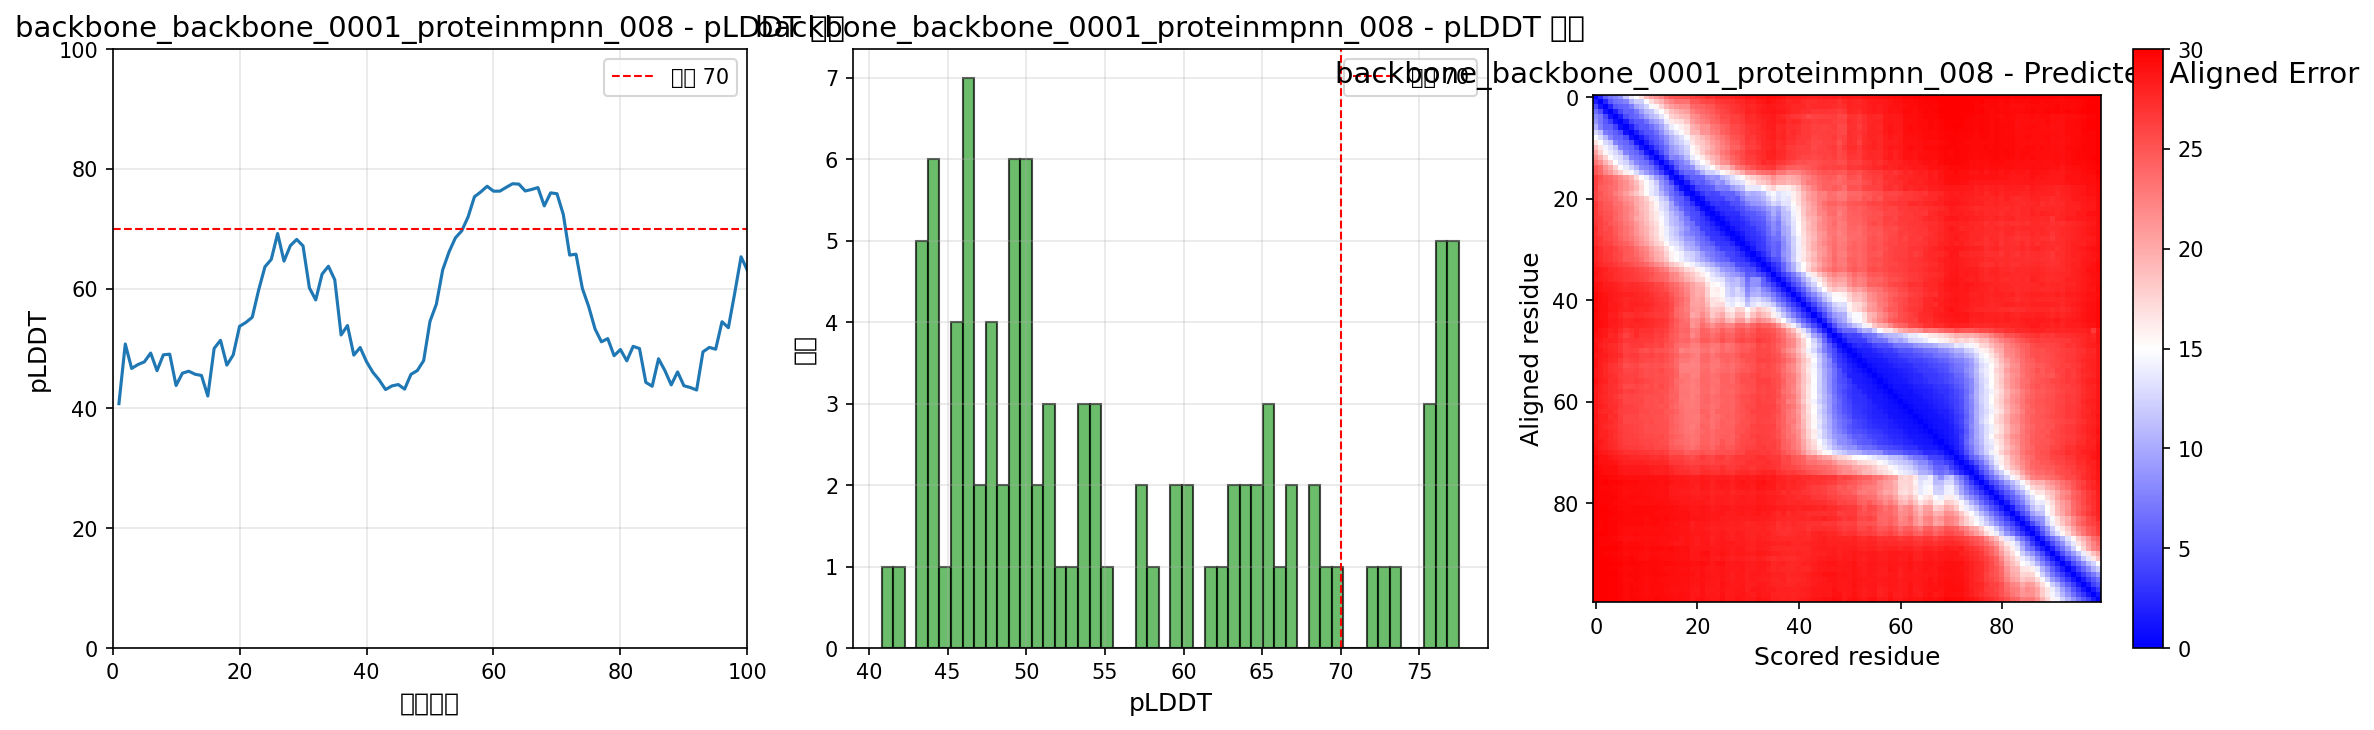 backbone_backbone_0001_proteinmpnn_008 - pLDDT
100
80
60
40
20
0
pLDDT
70
0 20 40 60 80 100
backbone_backbone_0001_proteinmpnn_008 - pLDDT
7
6
5
4
3
2
1
0
70
40 45 50 55 60 65 70 75
pLDDT
backbone_backbone_0001_proteinmpnn_008 - Predicted Aligned Error
0
20
40
60
80
Aligned residue
0 20 40 60 80
Scored residue
30
25
20
15
10
5
0